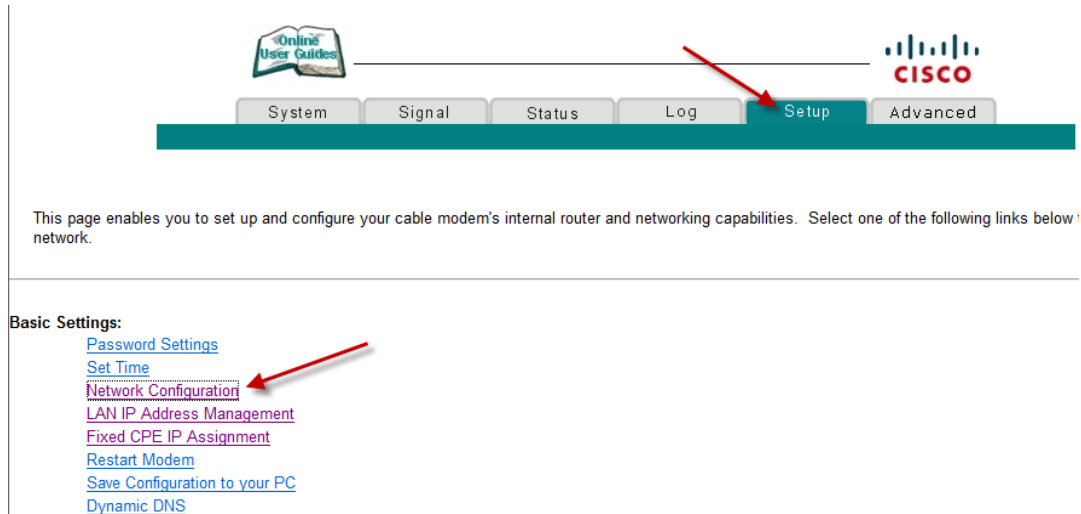 Online
User Guides
CISCO
System Signal Status Log Setup Advanced
This page enables you to set up and configure your cable modem's internal router and networking capabilities. Select one of the following links below
network.
Basic Settings:
Password Settings
Set Time
Network Configuration
LAN IP Address Management
Fixed CPE IP Assignment
Restart Modem
Save Configuration to your PC
Dynamic DNS